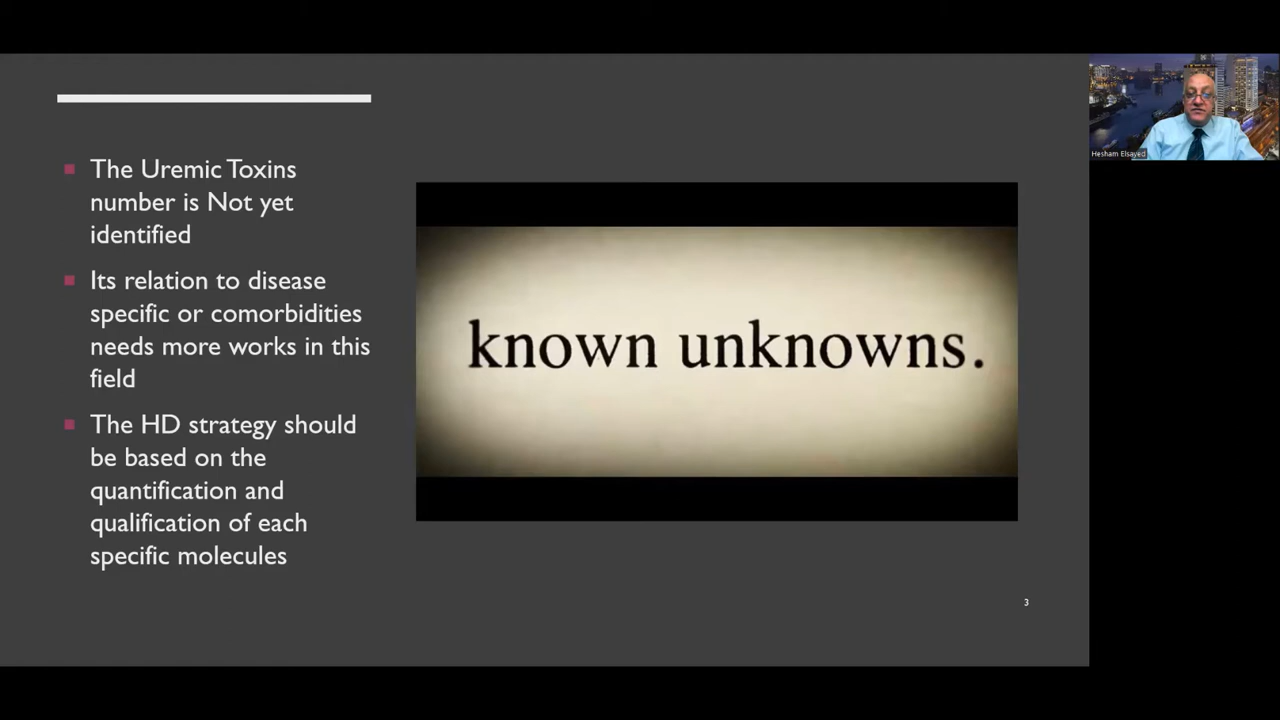 The Uremic Toxins
number is Not yet
identified
Its relation to disease
specific or comorbidities
needs more works in this
field
The HD strategy should
be based on the
quantification and
qualification of each
specific molecules
known unknowns.
3
Hesham Elsayed